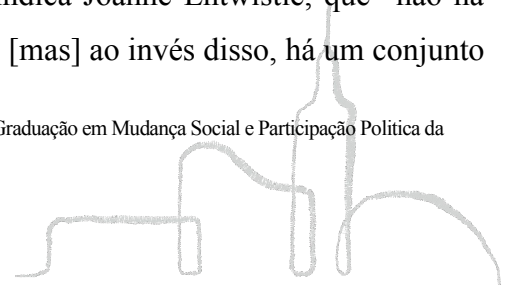 indica Joanne Entwistle, que “não há
[mas] ao invés disso, há um conjunto
Graduação em Mudança Social e Participação Politica da